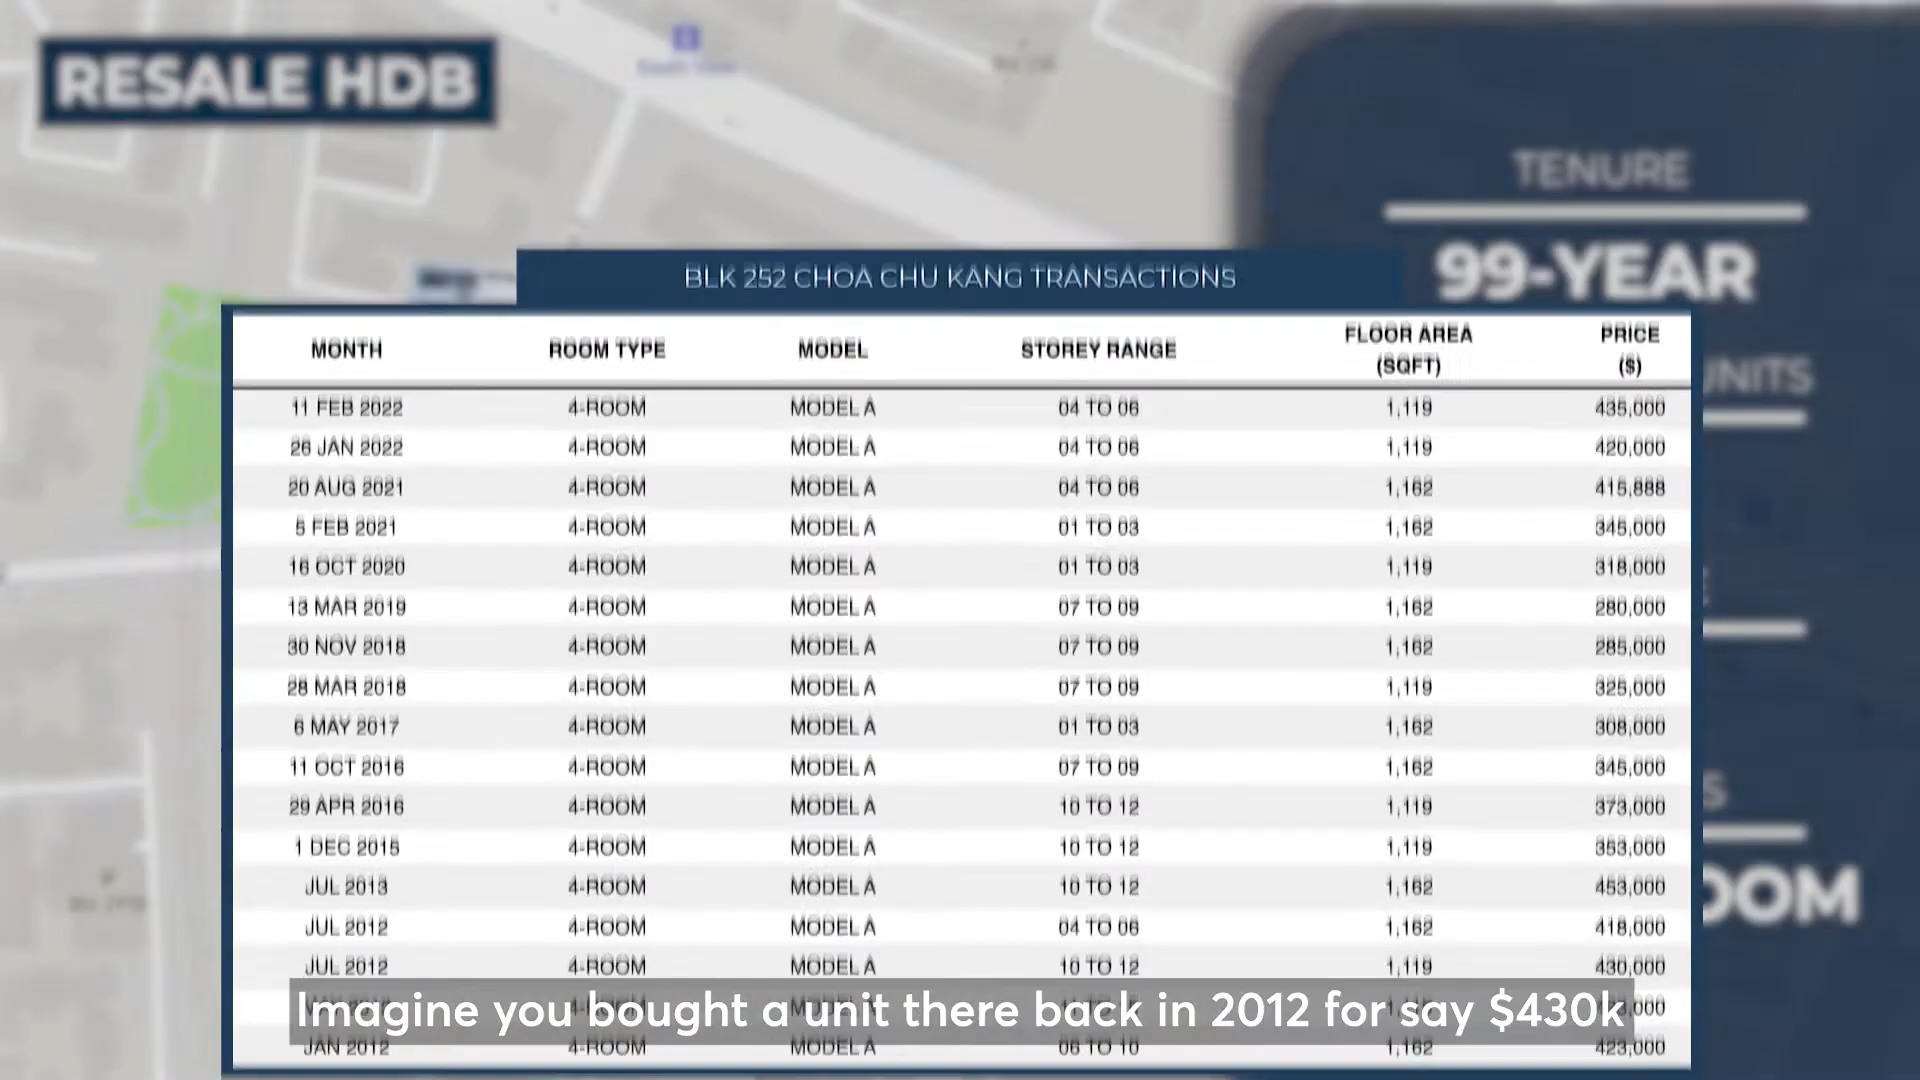 RESALE HDB
TENURE
99-YEAR
UNITS
OOM
BLK 252 CHOA CHU KANG TRANSACTIONS
MONTH ROOM TYPE MODEL STOREY RANGE FLOOR AREA (SQFT) PRICE ($)
11 FEB 2022 4-ROOM MODEL A 04 TO 06 1,119 435,000
26 JAN 2022 4-ROOM MODEL A 04 TO 06 1,119 420,000
20 AUG 2021 4-ROOM MODEL A 04 TO 06 1,162 415,888
5 FEB 2021 4-ROOM MODEL A 01 TO 03 1,162 345,000
16 OCT 2020 4-ROOM MODEL A 01 TO 03 1,119 318,000
13 MAR 2019 4-ROOM MODEL A 07 TO 09 1,162 280,000
30 NOV 2018 4-ROOM MODEL A 07 TO 09 1,162 285,000
28 MAR 2018 4-ROOM MODEL A 07 TO 09 1,119 325,000
6 MAY 2017 4-ROOM MODEL A 01 TO 03 1,162 308,000
11 OCT 2016 4-ROOM MODEL A 07 TO 09 1,162 345,000
29 APR 2016 4-ROOM MODEL A 10 TO 12 1,119 373,000
1 DEC 2015 4-ROOM MODEL A 10 TO 12 1,119 353,000
JUL 2013 4-ROOM MODEL A 10 TO 12 1,162 453,000
JUL 2012 4-ROOM MODEL A 04 TO 06 1,162 418,000
JUL 2012 4-ROOM MODEL A 10 TO 12 1,119 430,000
Imagine you bought a unit there back in 2012 for say $430k
JAN 2012 4-ROOM MODEL A 06 TO 10 1,162 423,000